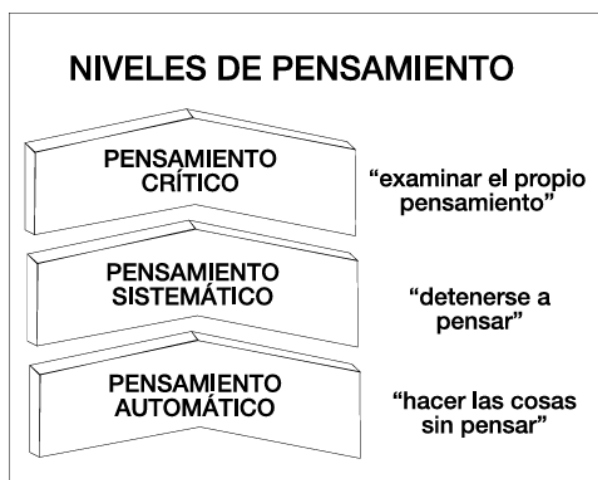 NIVELES DE PENSAMIENTO
PENSAMIENTO
CRÍTICO
“examinar el propio
pensamiento”
PENSAMIENTO
SISTEMÁTICO
“detenerse a
pensar”
PENSAMIENTO
AUTOMÁTICO
“hacer las cosas
sin pensar”